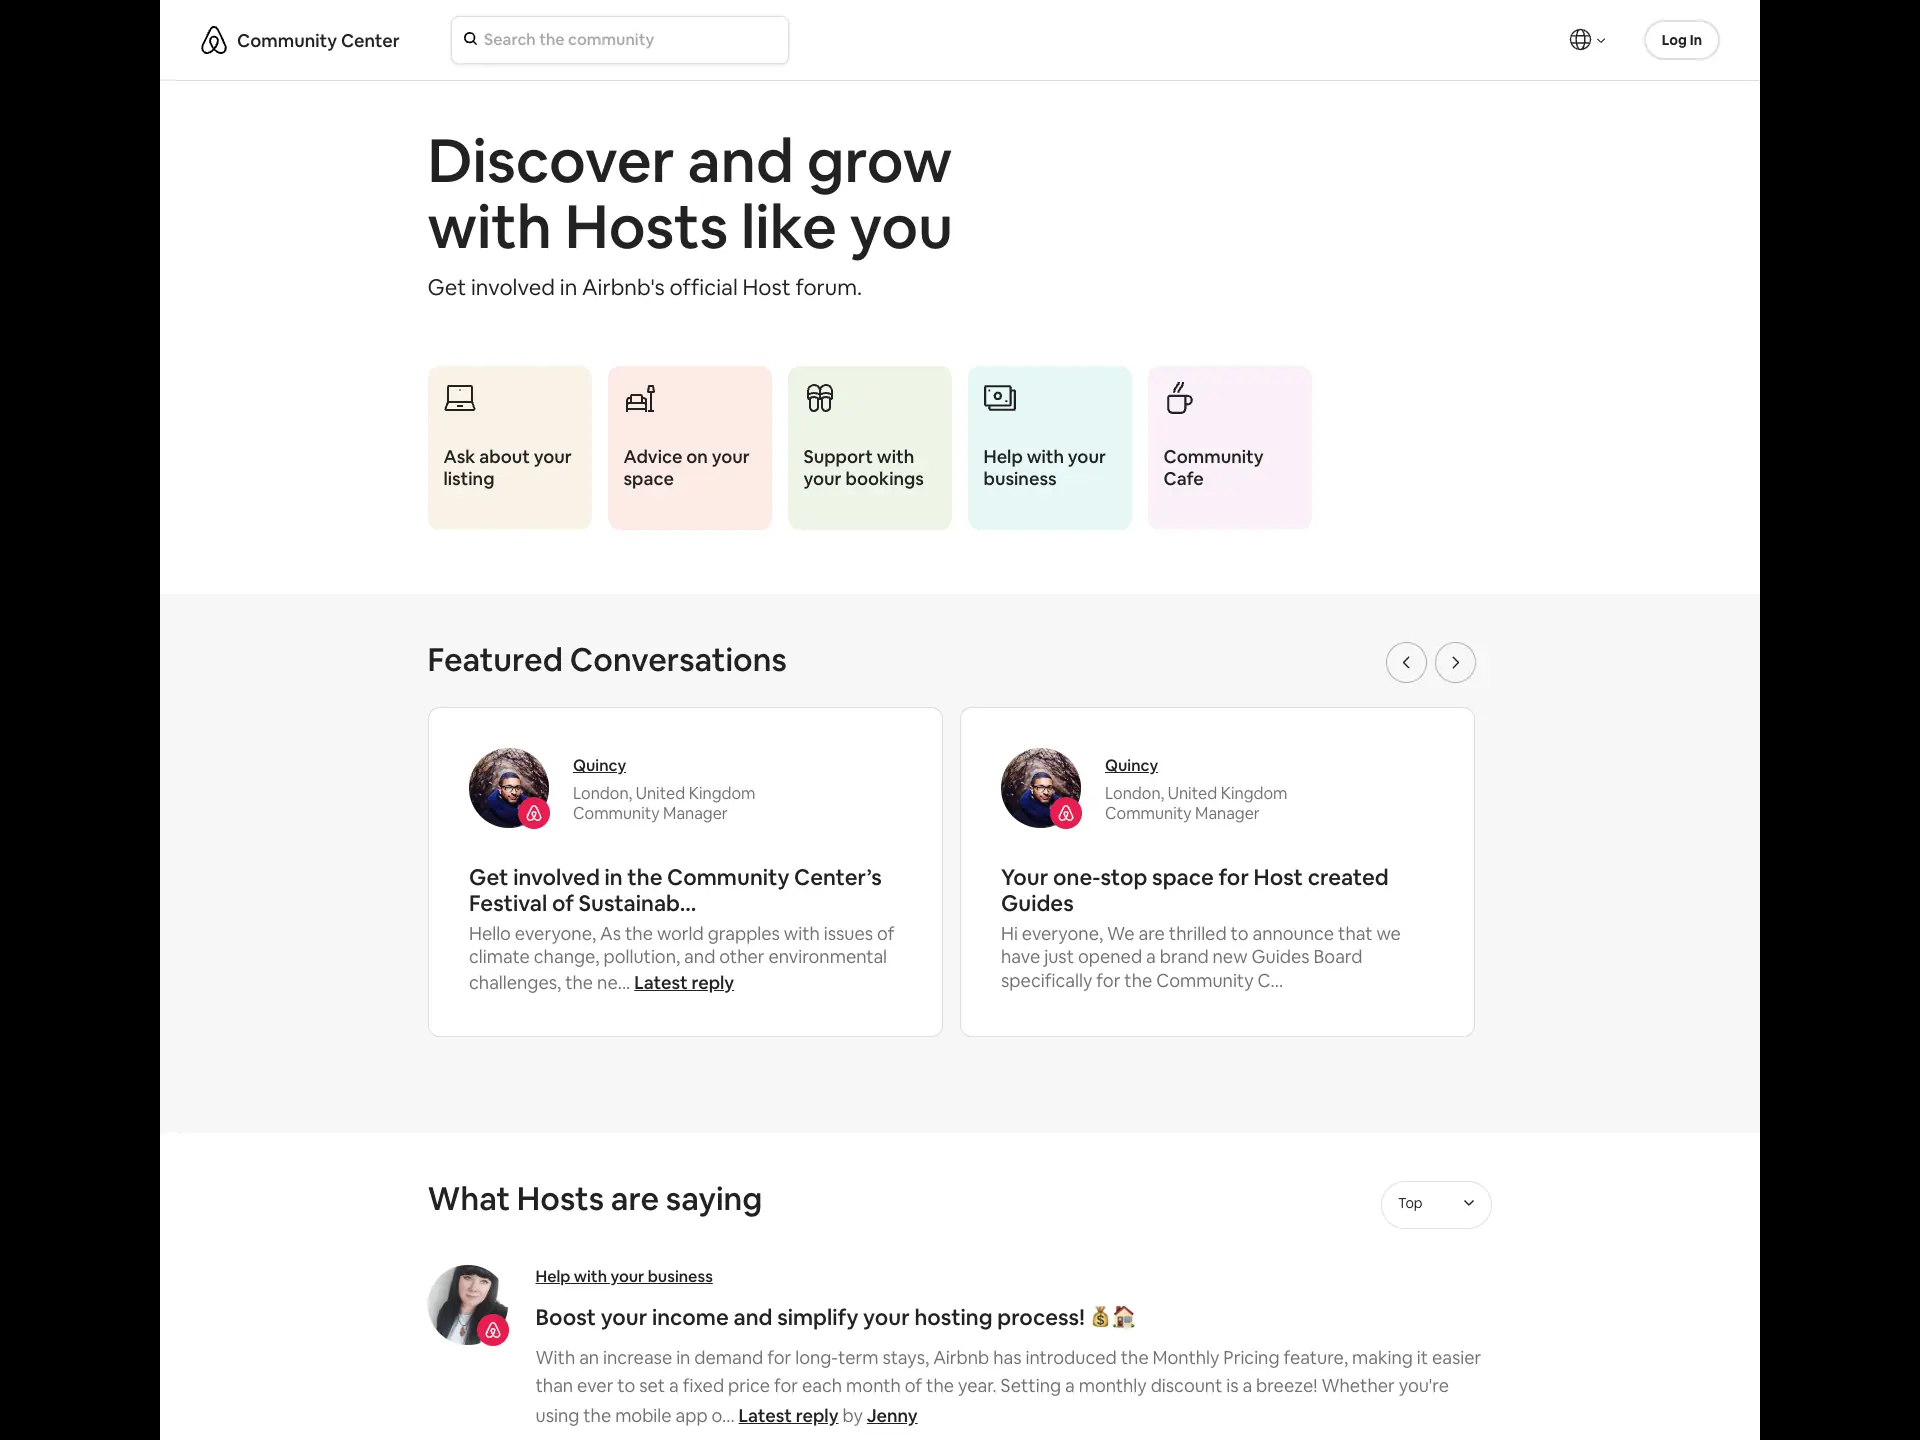 Community Center
Search the community
Log In
Discover and grow
with Hosts like you
Get involved in Airbnb's official Host forum.
Ask about your
listing
Advice on your
space
Support with
your bookings
Help with your
business
Community
Cafe
Featured Conversations
Quincy
London, United Kingdom
Community Manager
Get involved in the Community Center’s
Festival of Sustainab...
Hello everyone, As the world grapples with issues of
climate change, pollution, and other environmental
challenges, the ne... Latest reply
Quincy
London, United Kingdom
Community Manager
Your one-stop space for Host created
Guides
Hi everyone, We are thrilled to announce that we
have just opened a brand new Guides Board
specifically for the Community C...
What Hosts are saying
Top
Help with your business
Boost your income and simplify your hosting process! 💰🏠
With an increase in demand for long-term stays, Airbnb has introduced the Monthly Pricing feature, making it easier
than ever to set a fixed price for each month of the year. Setting a monthly discount is a breeze! Whether you're
using the mobile app o... Latest reply by Jenny